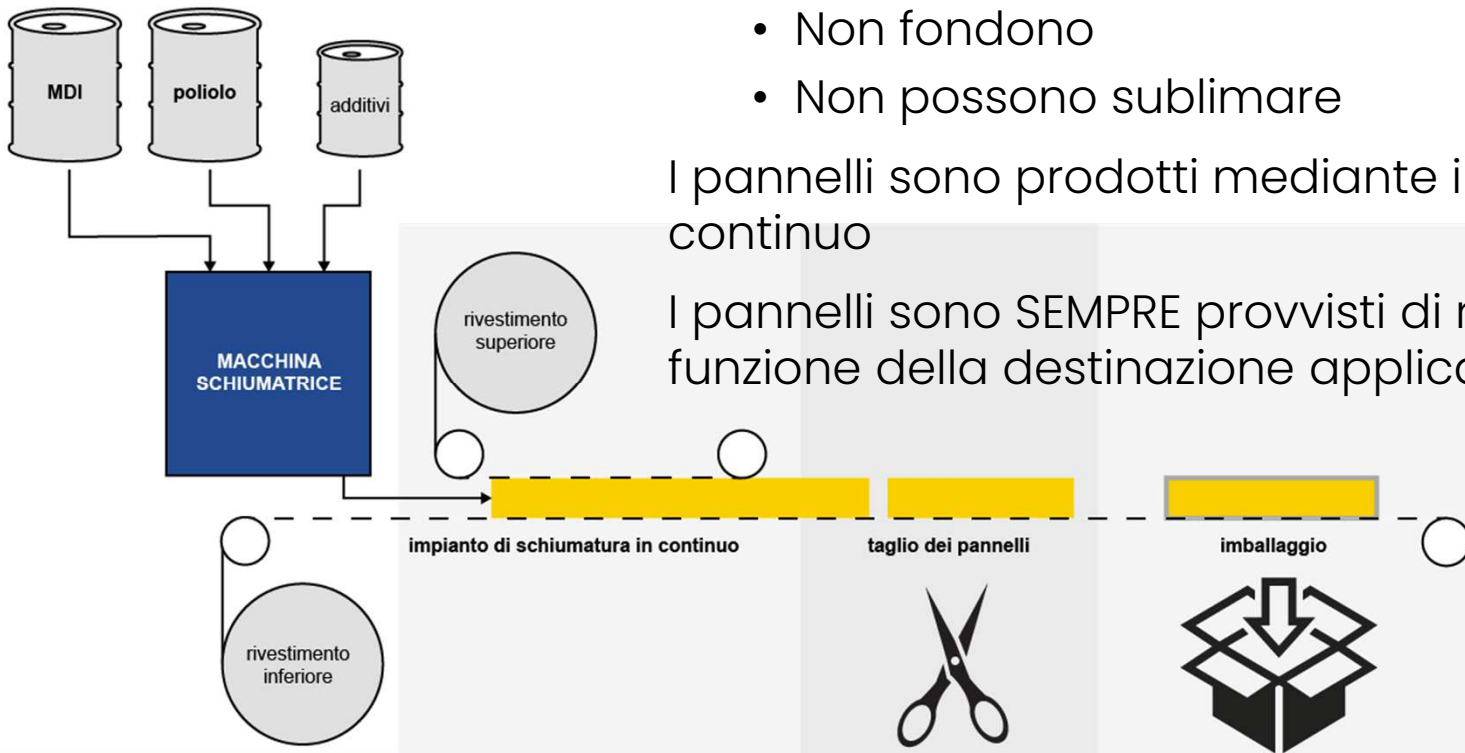 • Non fondono
• Non possono sublimare
I pannelli sono prodotti mediante i
continuo
I pannelli sono SEMPRE provvisti di
funzione della destinazione
MDI
poliolo
additivi
MACCHINA
SCHIUMATRICE
rivestimento
superiore
impianto di schiumatura in continuo
taglio dei pannelli
imballaggio
rivestimento
inferiore